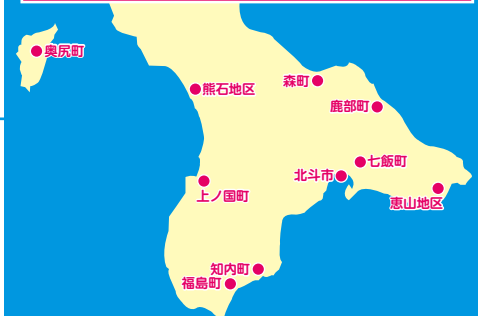 奥尻町
熊石地区
森町
鹿部町
七飯町
北斗市
恵山地区
上ノ国町
知内町
福島町